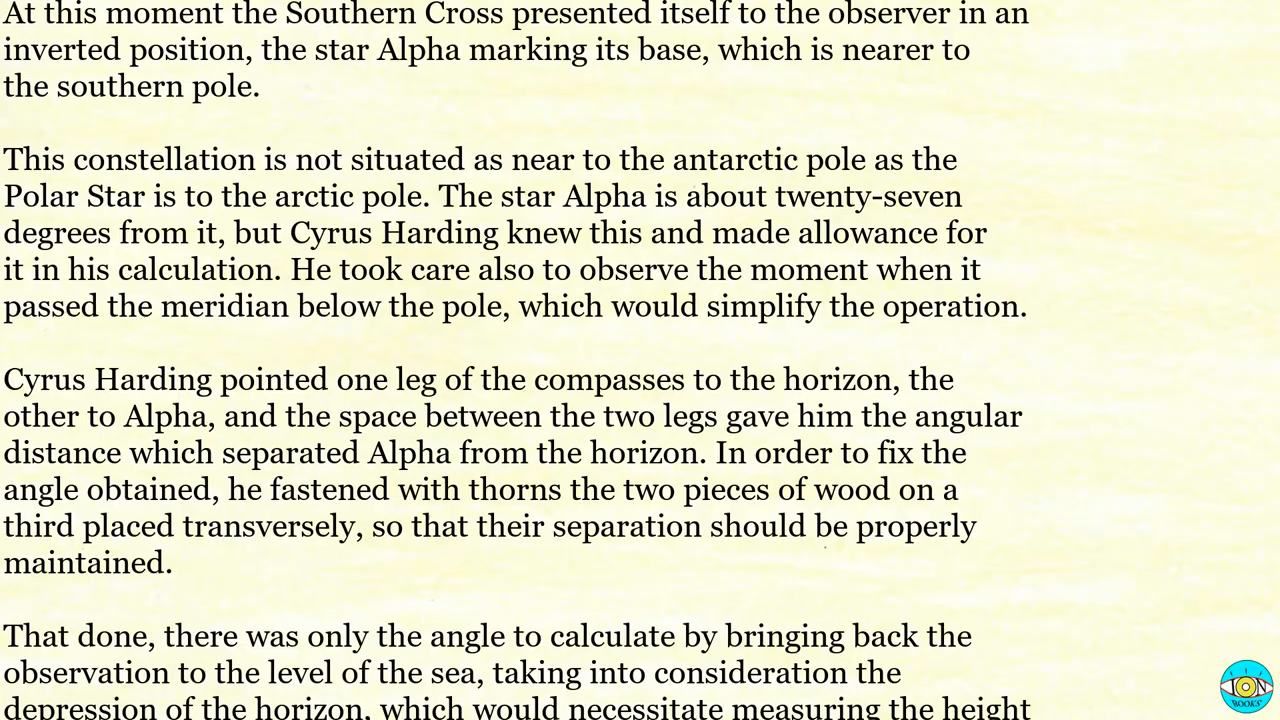 At this moment the Southern Cross presented itself to the observer in an
inverted position, the star Alpha marking its base, which is nearer to
the southern pole.
This constellation is not situated as near to the antarctic pole as the
Polar Star is to the arctic pole. The star Alpha is about twenty-seven
degrees from it, but Cyrus Harding knew this and made allowance for
it in his calculation. He took care also to observe the moment when it
passed the meridian below the pole, which would simplify the operation.
Cyrus Harding pointed one leg of the compasses to the horizon, the
other to Alpha, and the space between the two legs gave him the angular
distance which separated Alpha from the horizon. In order to fix the
angle obtained, he fastened with thorns the two pieces of wood on a
third placed transversely, so that their separation should be properly
maintained.
That done, there was only the angle to calculate by bringing back the
observation to the level of the sea, taking into consideration the
depression of the horizon, which would necessitate measuring the height
ION
BOOKS